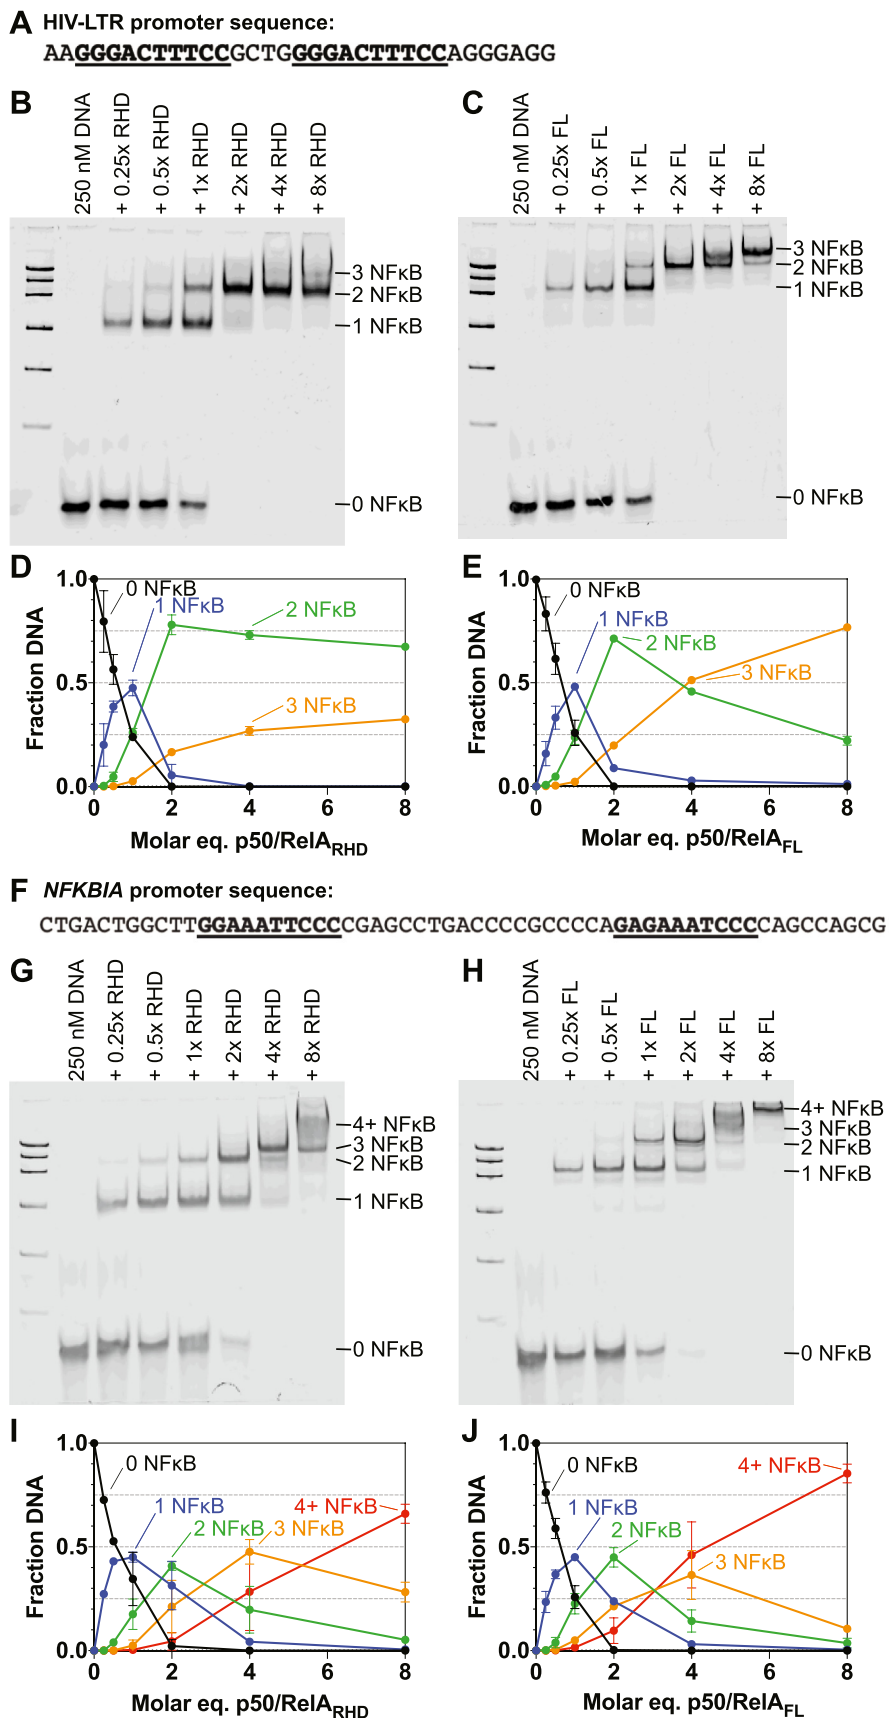 A HIV-LTR promoter sequence:
AAGGGACTTTCCGCTGGGGACTTTCCAGGGAGG
B
250 nM DNA
+ 0.25x RHD
+ 0.5x RHD
+ 1x RHD
+ 2x RHD
+ 4x RHD
+ 8x RHD
3 NFκB
2 NFκB
1 NFκB
0 NFκB
C
250 nM DNA
+ 0.25x FL
+ 0.5x FL
+ 1x FL
+ 2x FL
+ 4x FL
+ 8x FL
3 NFκB
2 NFκB
1 NFκB
0 NFκB
D
Fraction DNA
1.0
0.5
0.0
0 NFκB
1 NFκB
2 NFκB
3 NFκB
0 2 4 6 8
Molar eq. p50/RelARHD
E
Fraction DNA
1.0
0.5
0.0
0 NFκB
1 NFκB
2 NFκB
3 NFκB
0 2 4 6 8
Molar eq. p50/RelAFL
F NFKBIA promoter sequence:
CTGACTGGCTTGGAAATTCCCCGAGCCTGACCCCGCCCCAGAGAAATCCCCAGCCAGCG
G
250 nM DNA
+ 0.25x RHD
+ 0.5x RHD
+ 1x RHD
+ 2x RHD
+ 4x RHD
+ 8x RHD
4+ NFκB
3 NFκB
2 NFκB
1 NFκB
0 NFκB
H
250 nM DNA
+ 0.25x FL
+ 0.5x FL
+ 1x FL
+ 2x FL
+ 4x FL
+ 8x FL
4+ NFκB
3 NFκB
2 NFκB
1 NFκB
0 NFκB
I
Fraction DNA
1.0
0.5
0.0
0 NFκB
1 NFκB
2 NFκB
3 NFκB
4+ NFκB
0 2 4 6 8
Molar eq. p50/RelARHD
J
Fraction DNA
1.0
0.5
0.0
0 NFκB
1 NFκB
2 NFκB
3 NFκB
4+ NFκB
0 2 4 6 8
Molar eq. p50/RelAFL